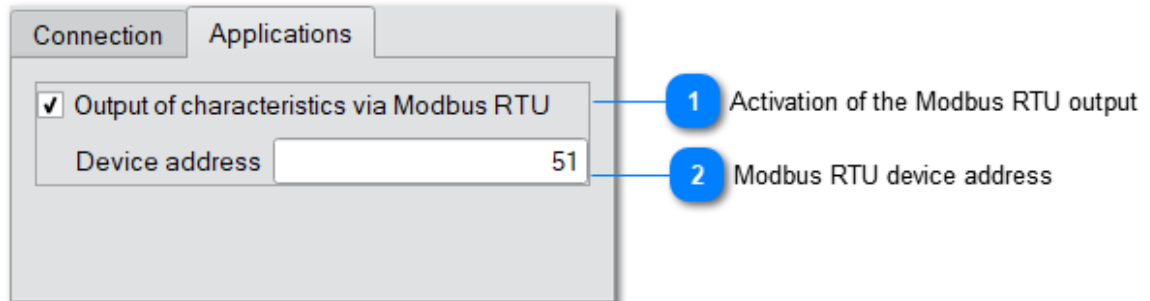 Connection Applications
Output of characteristics via Modbus RTU
1 Activation of the Modbus RTU output
Device address 51
2 Modbus RTU device address